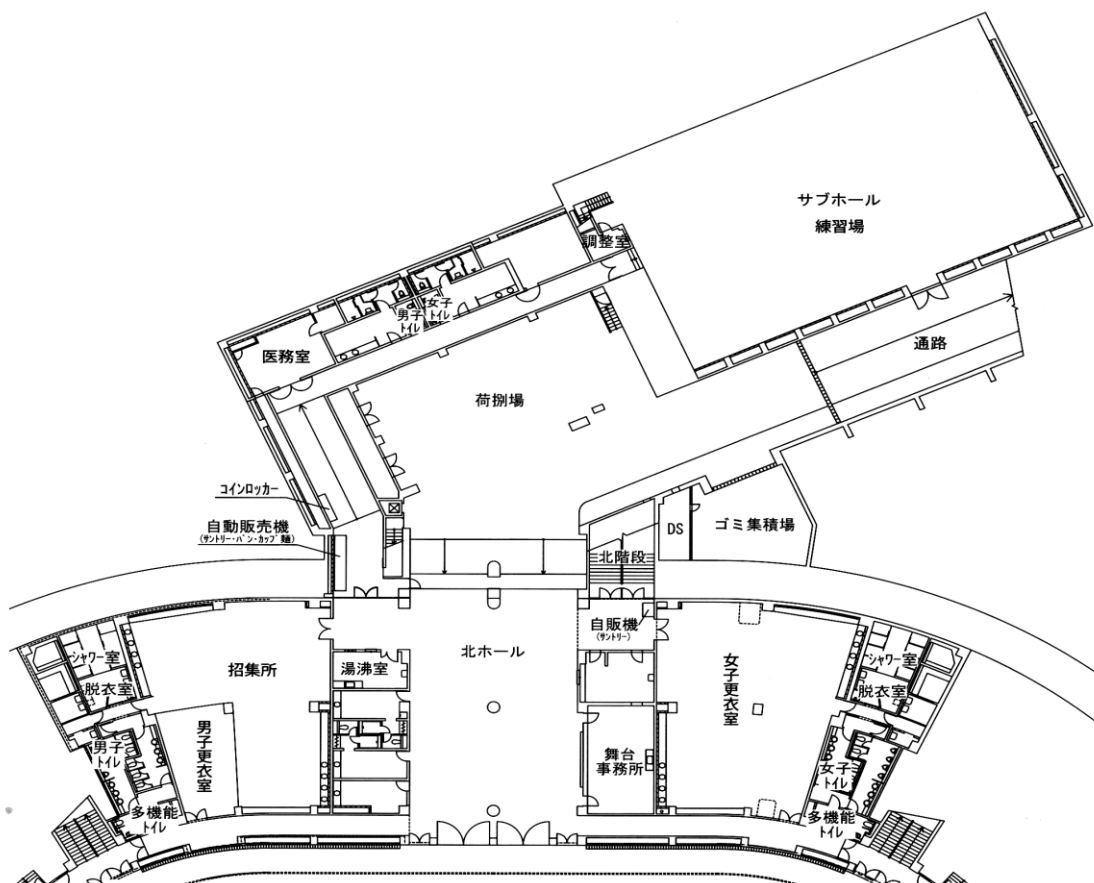 サブホール
練習場
調整室
女子
トイレ
男子
トイレ
医務室
通路
荷捌場
コインロッカー
自動販売機
(サントリー・パン・カップ麺)
DS
ゴミ集積場
北階段
自販機
(サントリー)
シャワー室
脱衣室
招集所
湯沸室
北ホール
女子更衣室
シャワー室
脱衣室
男子
トイレ
男子更衣室
舞台
事務所
女子
トイレ
多機能
トイレ
多機能
トイレ